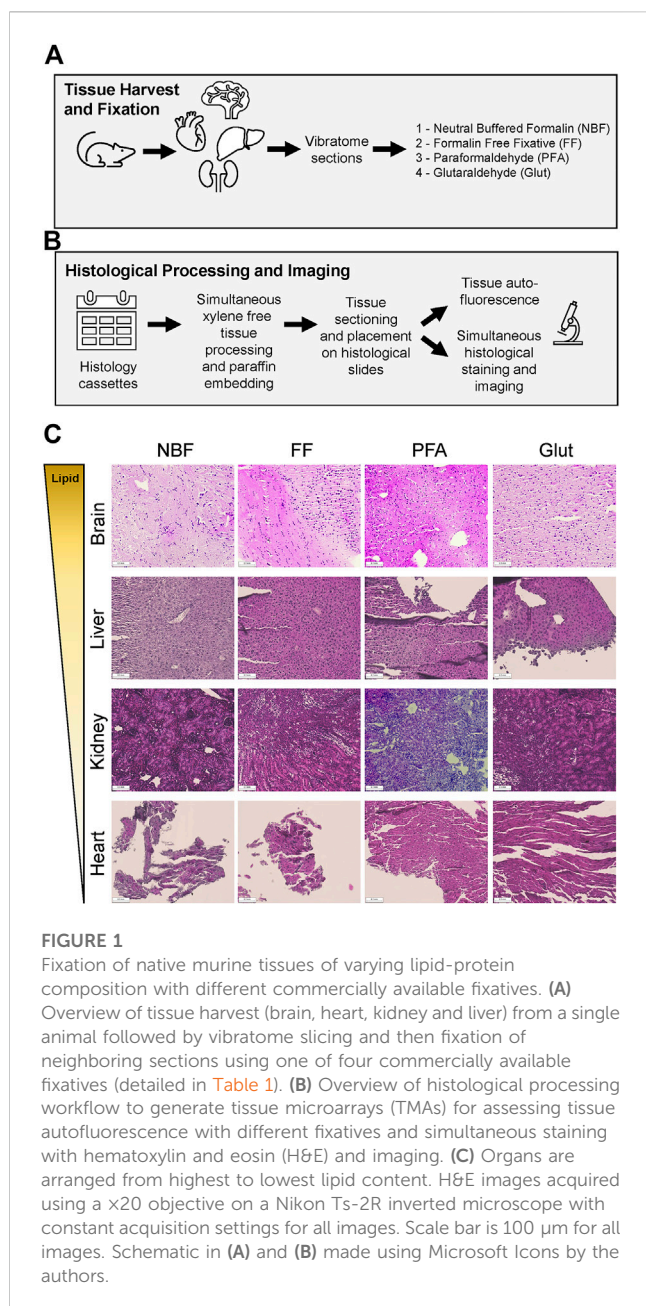 A
Tissue Harvest
and Fixation
Vibratome
sections
1 - Neutral Buffered Formalin (NBF)
2 - Formalin Free Fixative (FF)
3 - Paraformaldehyde (PFA)
4 - Glutaraldehyde (Glut)
B
Histological Processing and Imaging
Histology
cassettes
Simultaneous
xylene free
tissue
processing
and paraffin
embedding
Tissue
sectioning
and placement
on histological
slides
Tissue auto-
fluorescence
Simultaneous
histological
staining and
imaging
C
NBF FF PFA Glut
Lipid
Brain
Liver
Kidney
Heart
FIGURE 1
Fixation of native murine tissues of varying lipid-protein
composition with different commercially available fixatives. (A)
Overview of tissue harvest (brain, heart, kidney and liver) from a single
animal followed by vibratome slicing and then fixation of
neighboring sections using one of four commercially available
fixatives (detailed in Table 1). (B) Overview of histological processing
workflow to generate tissue microarrays (TMAs) for assessing tissue
autofluorescence with different fixatives and simultaneous staining
with hematoxylin and eosin (H&E) and imaging. (C) Organs are
arranged from highest to lowest lipid content. H&E images acquired
using a ×20 objective on a Nikon Ts-2R inverted microscope with
constant acquisition settings for all images. Scale bar is 100 μm for all
images. Schematic in (A) and (B) made using Microsoft Icons by the
authors.